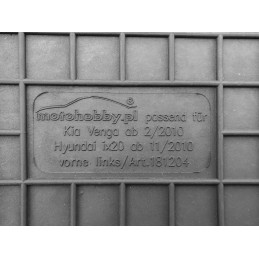 motohobby.pl® passend für
Kia Venga ab 2/2010
Hyundai ix20 ab 11/2010
vorne links/Art.181204